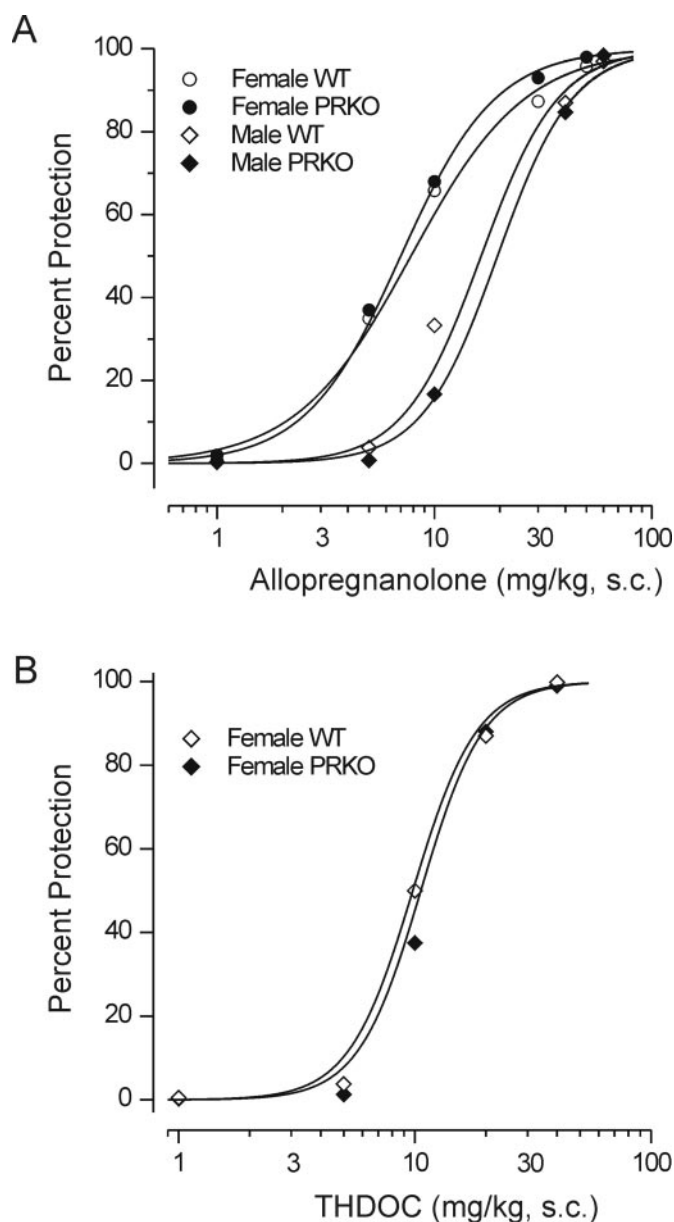 A
100
80
60
40
20
0
Percent Protection
Female WT
Female PRKO
Male WT
Male PRKO
1
3
10
30
100
Allopregnanolone (mg/kg, s.c.)
B
100
80
60
40
20
0
Percent Protection
Female WT
Female PRKO
1
3
10
30
100
THDOC (mg/kg, s.c.)